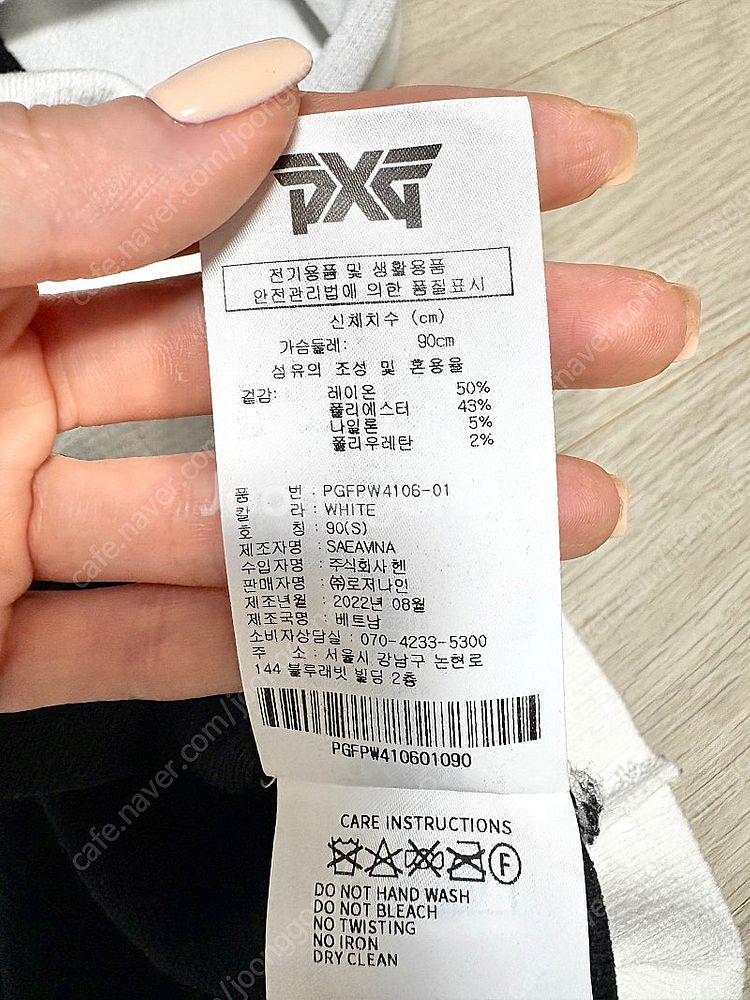 PXG
전기용품 및 생활용품
안전관리법에 의한 품질표시
신체치수 (cm)
가슴둘레: 90cm
섬유의 조성 및 혼용율
겉감: 레이온 50%
폴리에스터 43%
나일론 5%
폴리우레탄 2%
품 번 : PGFPW4106-01
칼 라 : WHITE
호 칭 : 90(S)
제조자명 : SAEAVINA
수입자명 : 주식회사 헨
판매자명 : ㈜로저나인
제조년월 : 2022년 08월
제조국명 : 베트남
소비자상담실 : 070-4233-5300
주 소 : 서울시 강남구 논현로
144 블루래빗 빌딩 2층
PGFPW410601090
CARE INSTRUCTIONS
F
DO NOT HAND WASH
DO NOT BLEACH
NO TWISTING
NO IRON
DRY CLEAN
cafe.naver.com/joonggonara